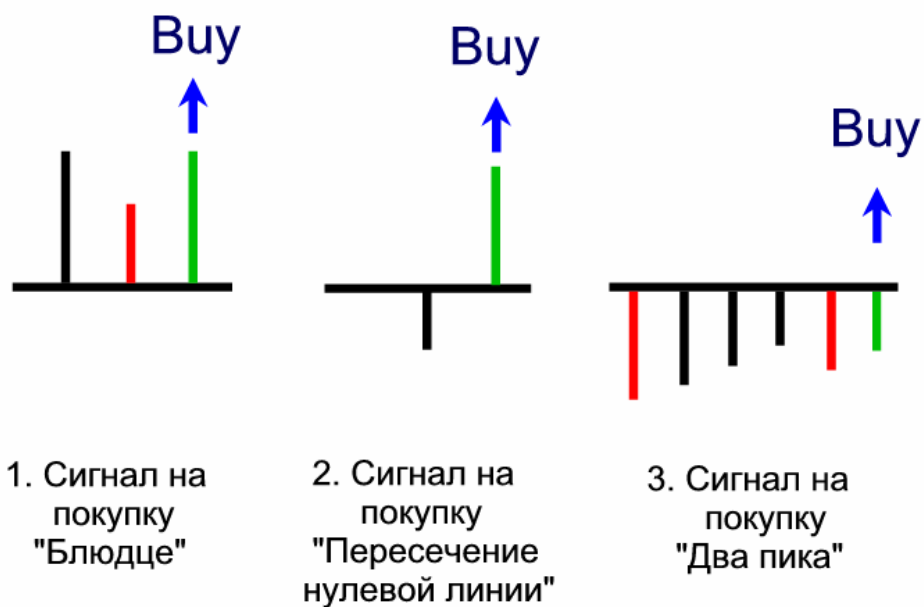 Buy
Buy
Buy
1. Сигнал на
покупку
"Блюдце"
2. Сигнал на
покупку
"Пересечение
нулевой линии"
3. Сигнал на
покупку
"Два пика"